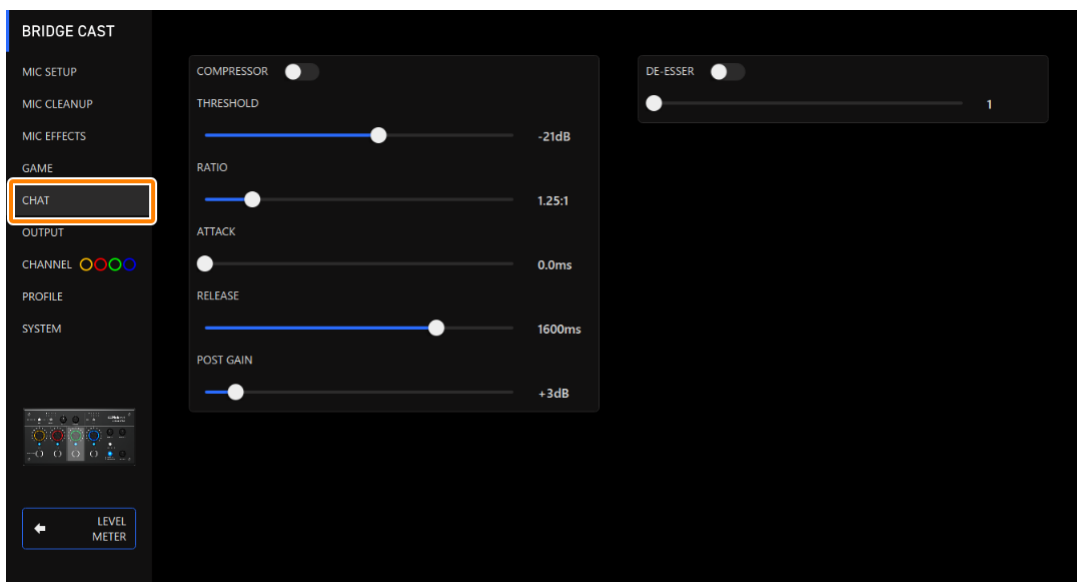 BRIDGE CAST
MIC SETUP
MIC CLEANUP
MIC EFFECTS
GAME
CHAT
OUTPUT
CHANNEL
PROFILE
SYSTEM
LEVEL
METER
COMPRESSOR
THRESHOLD
-21dB
RATIO
1.25:1
ATTACK
0.0ms
RELEASE
1600ms
POST GAIN
+3dB
DE-ESSER
1